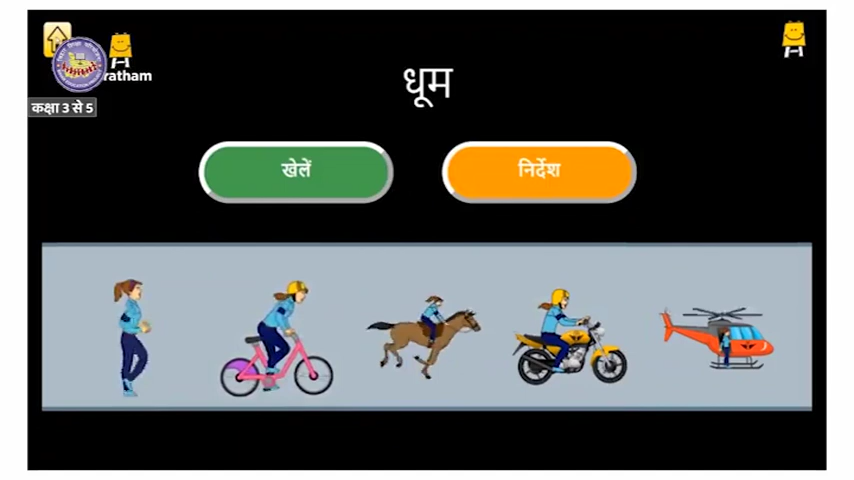 ratham
कक्षा 3 से 5
धूम
खेलें
निर्देश